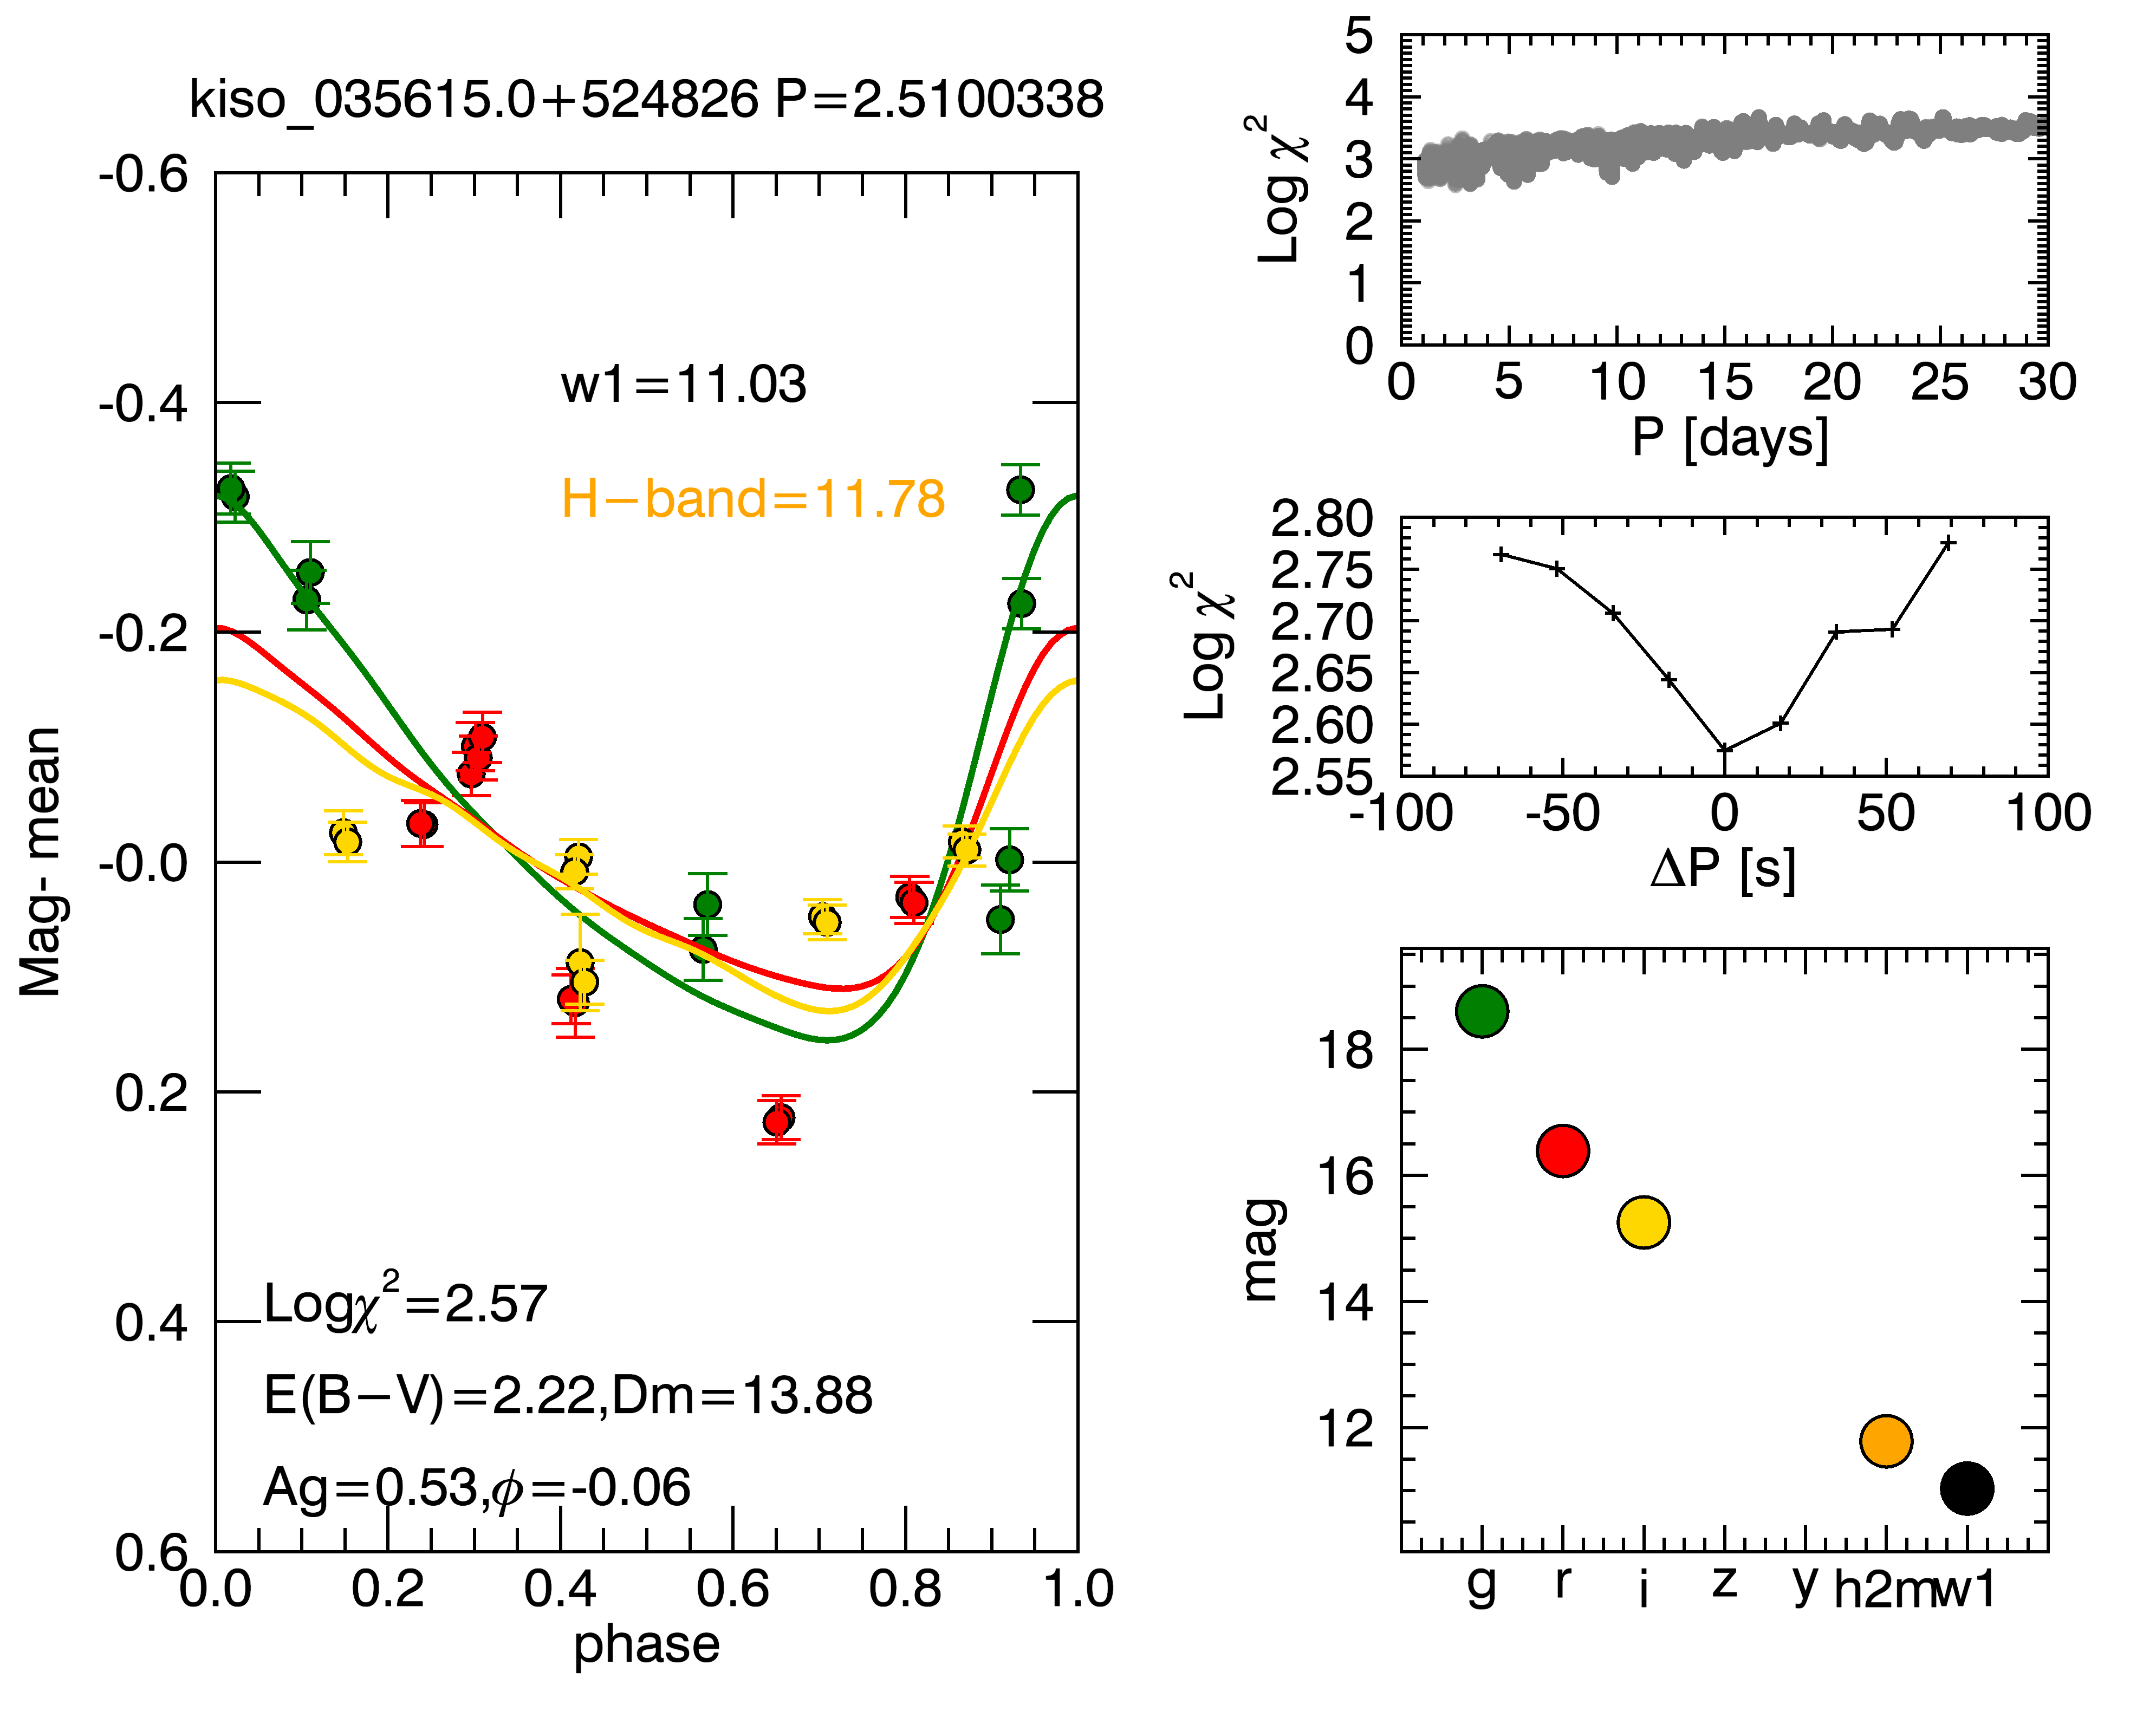 kiso_035615.0+524826 P=2.5100338
-0.6
-0.4
-0.2
-0.0
0.2
0.4
0.6
Mag- mean
w1=11.03
H-band=11.78
Logχ²=2.57
E(B-V)=2.22,Dm=13.88
Ag=0.53,ϕ=-0.06
0.0 0.2 0.4 0.6 0.8 1.0
phase
5
4
3
2
1
0
Log χ²
0 5 10 15 20 25 30
P [days]
2.80
2.75
2.70
2.65
2.60
2.55
Log χ²
-100 -50 0 50 100
ΔP [s]
18
16
14
12
mag
g r i z y h2m w1